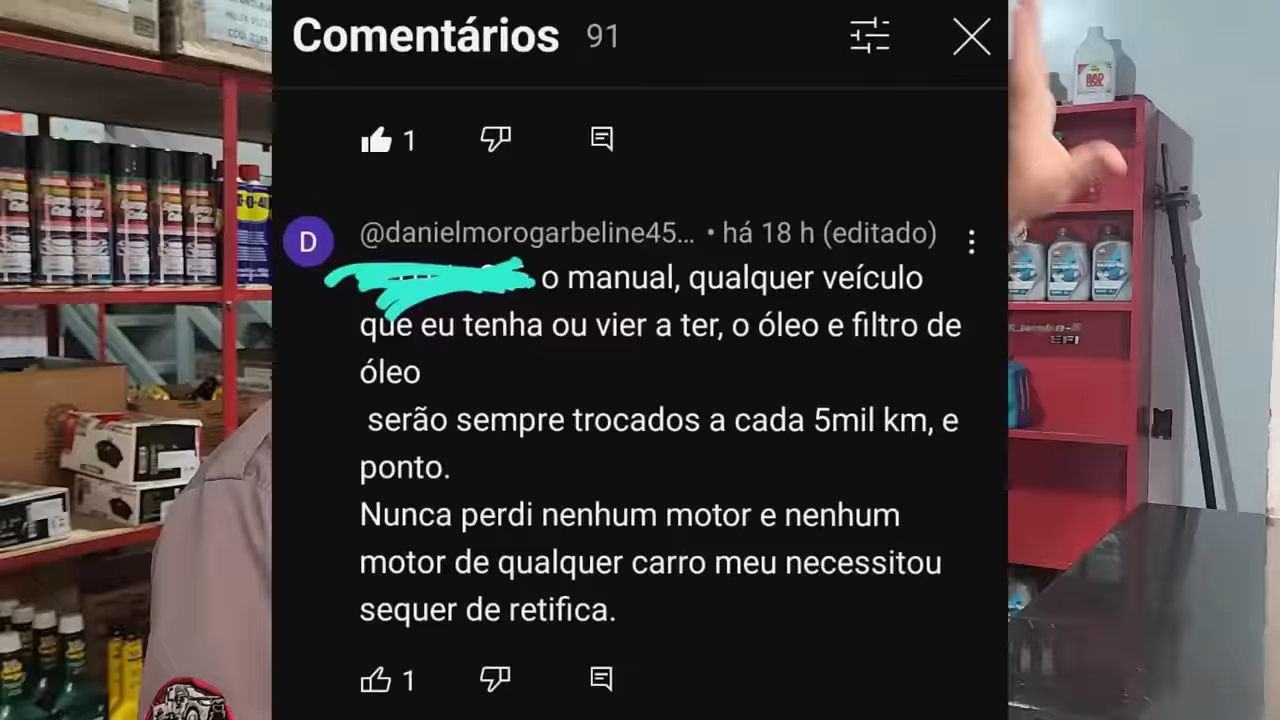 Comentários 91
1
D
@danielmorogarbeline45... • há 18 h (editado)
o manual, qualquer veículo
que eu tenha ou vier a ter, o óleo e filtro de
óleo
serão sempre trocados a cada 5mil km, e
ponto.
Nunca perdi nenhum motor e nenhum
motor de qualquer carro meu necessitou
sequer de retifica.
1
EFI